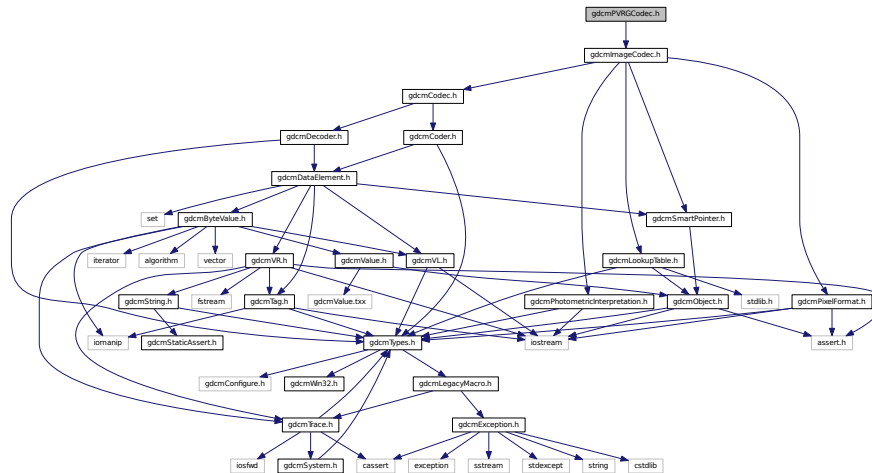 gdcmPVRGCodec.h
gdcmImageCodec.h
gdcmCodec.h
gdcmDecoder.h
gdcmCoder.h
gdcmDataElement.h
set
gdcmByteValue.h
gdcmSmartPointer.h
iterator
algorithm
vector
gdcmVR.h
gdcmValue.h
gdcmVL.h
gdcmLookupTable.h
gdcmString.h
fstream
gdcmTag.h
gdcmValue.txx
gdcmPhotometricInterpretation.h
gdcmObject.h
stdlib.h
gdcmPixelFormat.h
iomanip
gdcmStaticAssert.h
gdcmTypes.h
iostream
assert.h
gdcmConfigure.h
gdcmWin32.h
gdcmLegacyMacro.h
gdcmTrace.h
gdcmException.h
iosfwd
gdcmSystem.h
cassert
exception
sstream
stdexcept
string
cstdlib